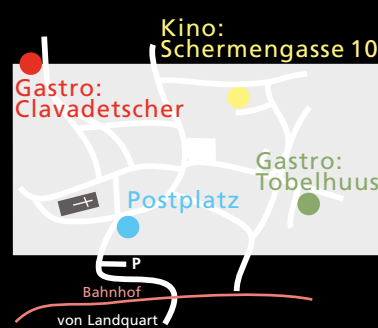 Kino:
Schermengasse 10
Gastro:
Clavadetscher
Gastro:
Tobelhuus
Postplatz
P
Bahnhof
von Landquart